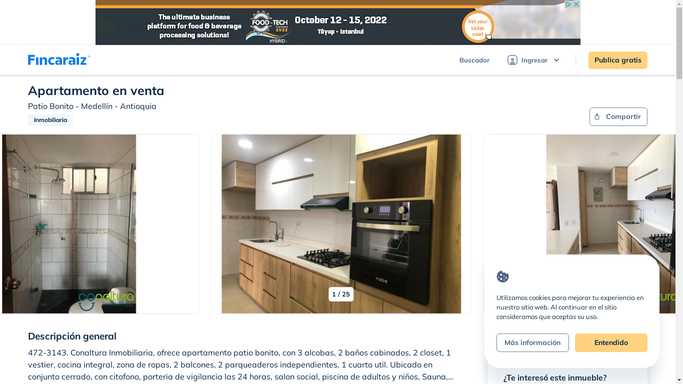 The ultimate business
platform for food & beverage
processing solutions!
FOOD-TECH
HYBRID
October 12 - 15, 2022
Tüyap - Istanbul
Fincaraiz
Buscador
Ingresar
Publica gratis
Apartamento en venta
Patio Bonito - Medellín - Antioquia
Inmobiliaria
Compartir
1 / 25
Utilizamos cookies para mejorar tu experiencia en
nuestro sitio web. Al continuar en el sitio
consideramos que aceptas su uso.
Más información
Entendido
Descripción general
472-3143. Conaltura Inmobiliaria, ofrece apartamento patio bonito, con 3 alcobas, 2 baños cabinados, 2 closet, 1
vestier, cocina integral, zona de ropas, 2 balcones, 2 parqueaderos independientes, 1 cuarto util. Ubicada en
conjunto cerrado, con citofono, porteria de vigilancia las 24 horas, salon social, piscina de adultos y niños, Sauna,...
¿Te interesó este inmueble?